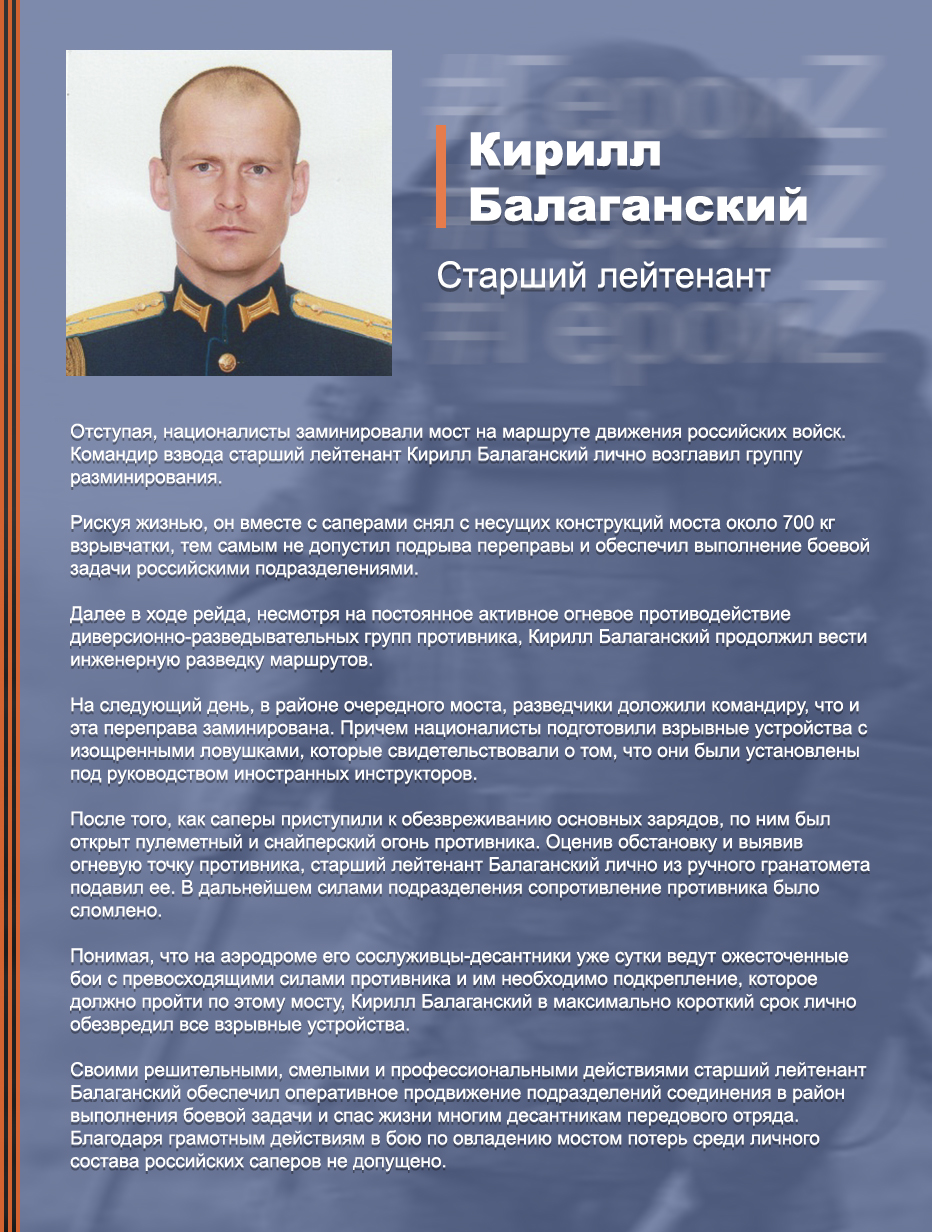 #ГероиZ
#ГероиZ
#ГероиZ
Кирилл
Балаганский
Старший лейтенант
Отступая, националисты заминировали мост на маршруте движения российских войск.
Командир взвода старший лейтенант Кирилл Балаганский лично возглавил группу
разминирования.
Рискуя жизнью, он вместе с саперами снял с несущих конструкций моста около 700 кг
взрывчатки, тем самым не допустил подрыва переправы и обеспечил выполнение боевой
задачи российскими подразделениями.
Далее в ходе рейда, несмотря на постоянное активное огневое противодействие
диверсионно-разведывательных групп противника, Кирилл Балаганский продолжил вести
инженерную разведку маршрутов.
На следующий день, в районе очередного моста, разведчики доложили командиру, что и
эта переправа заминирована. Причем националисты подготовили взрывные устройства с
изощренными ловушками, которые свидетельствовали о том, что они были установлены
под руководством иностранных инструкторов.
После того, как саперы приступили к обезвреживанию основных зарядов, по ним был
открыт пулеметный и снайперский огонь противника. Оценив обстановку и выявив
огневую точку противника, старший лейтенант Балаганский лично из ручного гранатомета
подавил ее. В дальнейшем силами подразделения сопротивление противника было
сломлено.
Понимая, что на аэродроме его сослуживцы-десантники уже сутки ведут ожесточенные
бои с превосходящими силами противника и им необходимо подкрепление, которое
должно пройти по этому мосту, Кирилл Балаганский в максимально короткий срок лично
обезвредил все взрывные устройства.
Своими решительными, смелыми и профессиональными действиями старший лейтенант
Балаганский обеспечил оперативное продвижение подразделений соединения в район
выполнения боевой задачи и спас жизни многим десантникам передового отряда.
Благодаря грамотным действиям в бою по овладению мостом потерь среди личного
состава российских саперов не допущено.